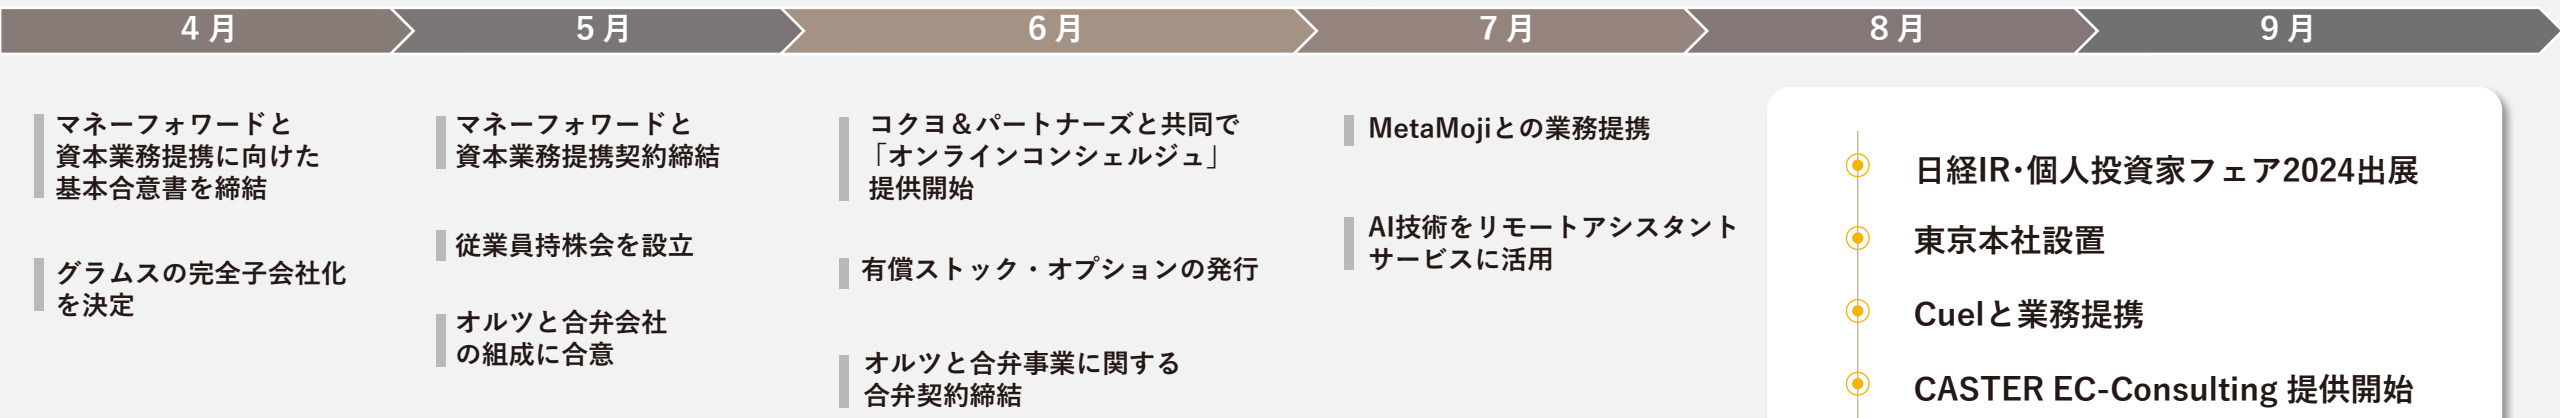 4月
5月
6月
7月
8月
9月
マネーフォワードと
資本業務提携に向けた
基本合意書を締結
グラムスの完全子会社化
を決定
マネーフォワードと
資本業務提携契約締結
従業員持株会を設立
オルツと合弁会社
の組成に合意
コクヨ＆パートナーズと共同で
「オンラインコンシェルジュ」
提供開始
有償ストック・オプションの発行
オルツと合弁事業に関する
合弁契約締結
MetaMojiとの業務提携
AI技術をリモートアシスタント
サービスに活用
日経IR･個人投資家フェア2024出展
東京本社設置
Cuelと業務提携
CASTER EC-Consulting 提供開始